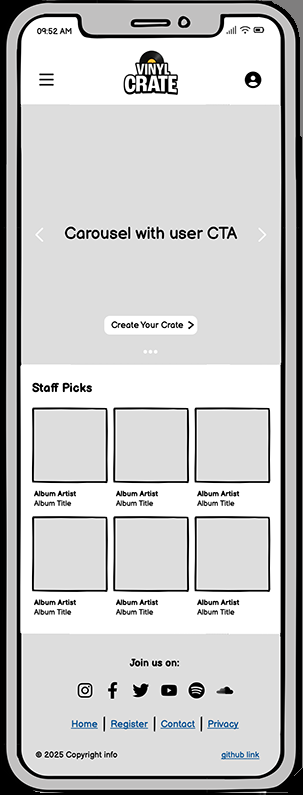 09:52 AM
VINYL
CRATE
Carousel with user CTA
Create Your Crate >
Staff Picks
Album Artist Album Artist Album Artist
Album Title Album Title Album Title
Album Artist Album Artist Album Artist
Album Title Album Title Album Title
Join us on:
Home | Register | Contact | Privacy
© 2025 Copyright info github link